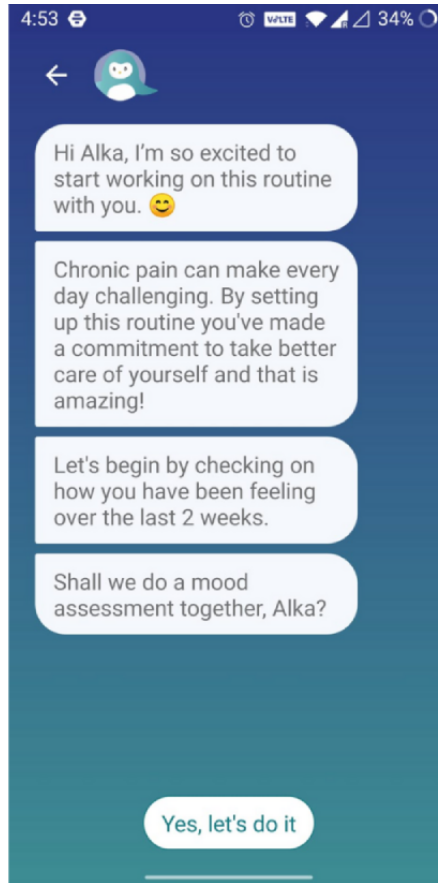 4:53 VoLTE 34%
Hi Alka, I’m so excited to
start working on this routine
with you. 😊
Chronic pain can make every
day challenging. By setting
up this routine you've made
a commitment to take better
care of yourself and that is
amazing!
Let's begin by checking on
how you have been feeling
over the last 2 weeks.
Shall we do a mood
assessment together, Alka?
Yes, let's do it